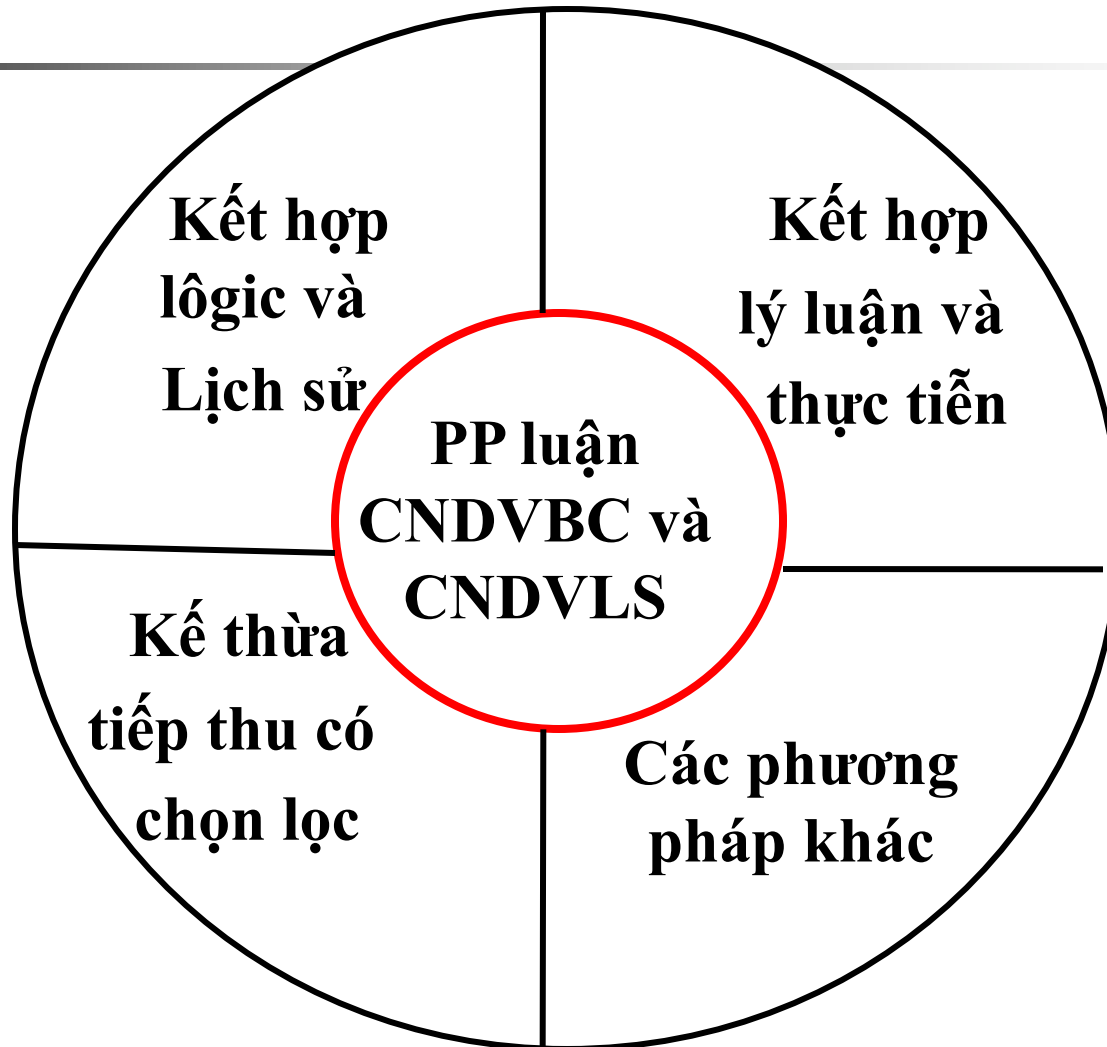 Kết hợp
lôgic và
Lịch sử
Kết hợp
lý luận và
thực tiễn
PP luận
CNDVBC và
CNDVLS
Kế thừa
tiếp thu có
chọn lọc
Các phương
pháp khác